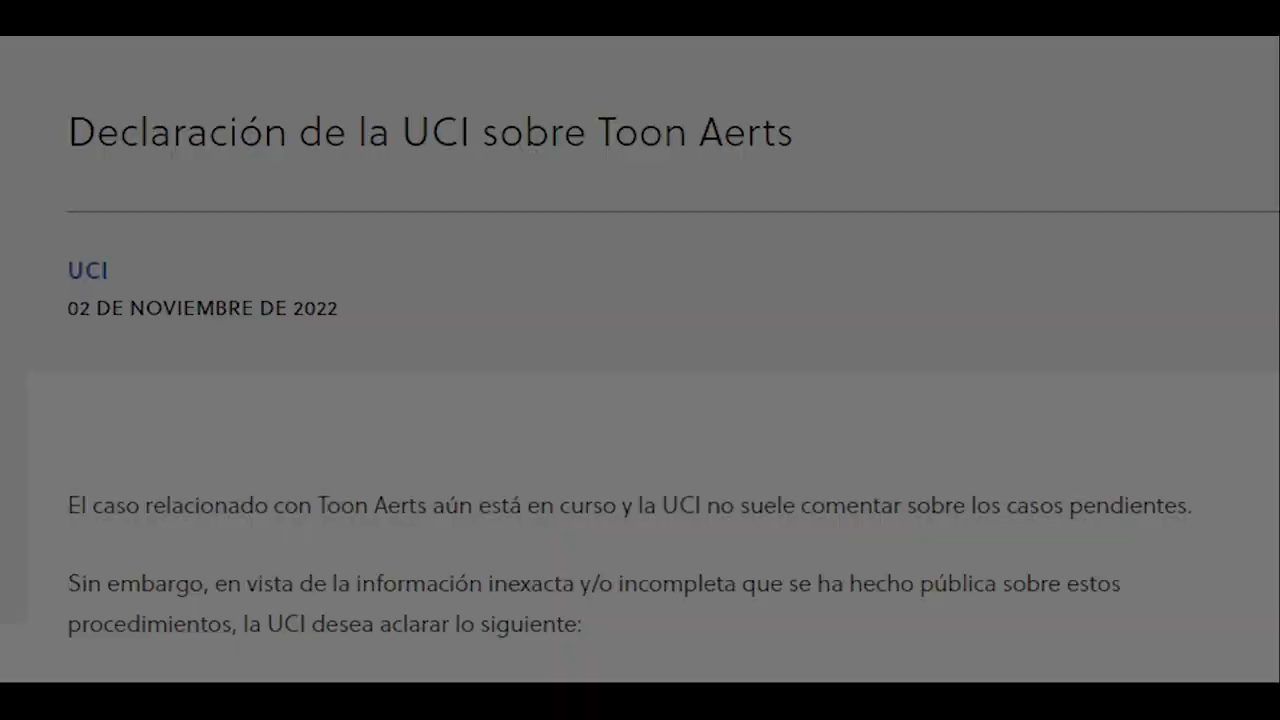 Declaración de la UCI sobre Toon Aerts
UCI
02 DE NOVIEMBRE DE 2022
El caso relacionado con Toon Aerts aún está en curso y la UCI no suele comentar sobre los casos pendientes.
Sin embargo, en vista de la información inexacta y/o incompleta que se ha hecho pública sobre estos
procedimientos, la UCI desea aclarar lo siguiente: